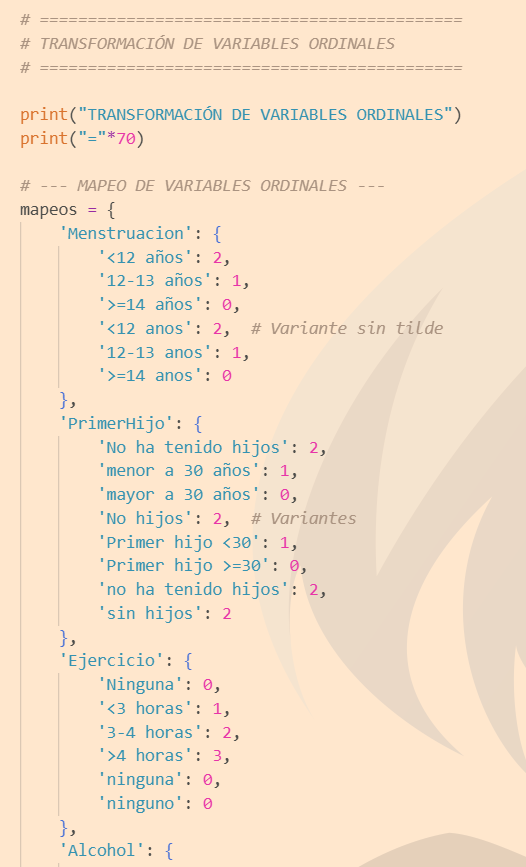 # ============================================
# TRANSFORMACIÓN DE VARIABLES ORDINALES
# ============================================
print("TRANSFORMACIÓN DE VARIABLES ORDINALES")
print("="*70)
# --- MAPEO DE VARIABLES ORDINALES ---
mapeos = {
    'Menstruacion': {
        '<12 años': 2,
        '12-13 años': 1,
        '>=14 años': 0,
        '<12 anos': 2,  # Variante sin tilde
        '12-13 anos': 1,
        '>=14 anos': 0
    },
    'PrimerHijo': {
        'No ha tenido hijos': 2,
        'menor a 30 años': 1,
        'mayor a 30 años': 0,
        'No hijos': 2,  # Variantes
        'Primer hijo <30': 1,
        'Primer hijo >=30': 0,
        'no ha tenido hijos': 2,
        'sin hijos': 2
    },
    'Ejercicio': {
        'Ninguna': 0,
        '<3 horas': 1,
        '3-4 horas': 2,
        '>4 horas': 3,
        'ninguna': 0,
        'ninguno': 0
    },
    'Alcohol': {